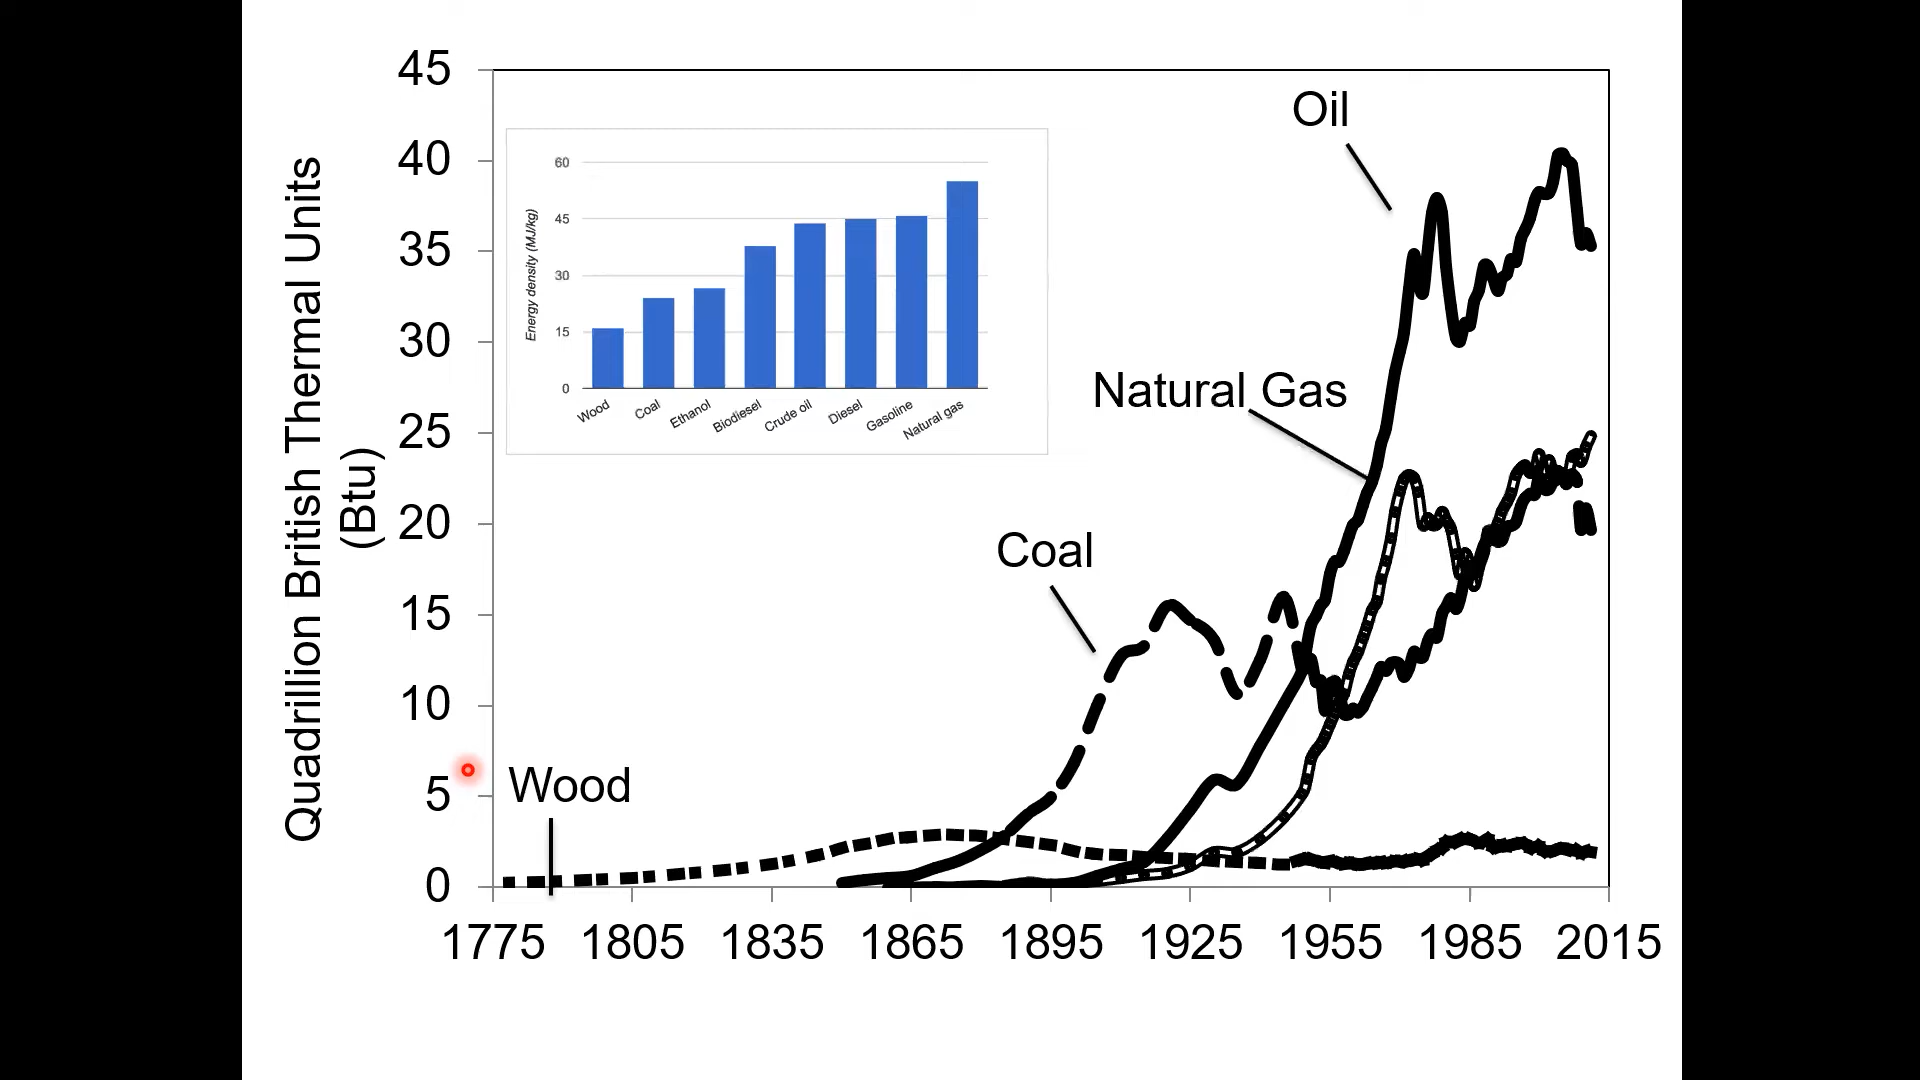 Quadrillion British Thermal Units
(Btu)
45
40
35
30
25
20
15
10
5
0
1775 1805 1835 1865 1895 1925 1955 1985 2015
Oil
Natural Gas
Coal
Wood
Energy density (MJ/kg)
60
45
30
15
0
Wood
Coal
Ethanol
Biodiesel
Crude oil
Diesel
Gasoline
Natural gas